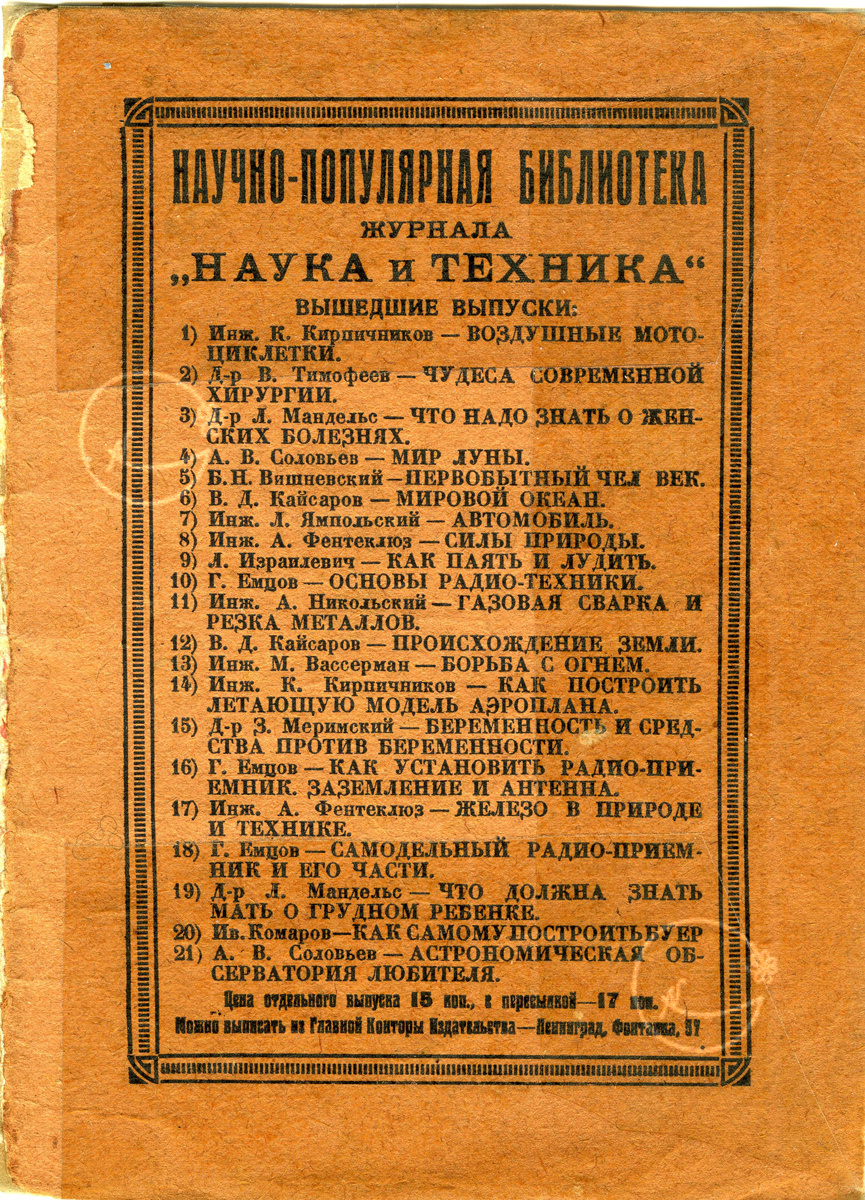 НАУЧНО-ПОПУЛЯРНАЯ БИБЛИОТЕКА
ЖУРНАЛА
„НАУКА и ТЕХНИКА“
ВЫШЕДШИЕ ВЫПУСКИ:
1) Инж. К. Кирпичников — ВОЗДУШНЫЕ МОТО-
ЦИКЛЕТКИ.
2) Д-р В. Тимофеев — ЧУДЕСА СОВРЕМЕННОЙ
ХИРУРГИИ.
3) Д-р Л. Мандельс — ЧТО НАДО ЗНАТЬ О ЖЕН-
СКИХ БОЛЕЗНЯХ.
4) А. В. Соловьев — МИР ЛУНЫ.
5) Б. Н. Вишневский — ПЕРВОБЫТНЫЙ ЧЕЛ ВЕК.
6) В. Д. Кайсаров — МИРОВОЙ ОКЕАН.
7) Инж. Л. Ямпольский — АВТОМОБИЛЬ.
8) Инж. А. Фентеклюз — СИЛЫ ПРИРОДЫ.
9) Л. Израилевич — КАК ПАЯТЬ И ЛУДИТЬ.
10) Г. Емцов — ОСНОВЫ РАДИО-ТЕХНИКИ.
11) Инж. А. Никольский — ГАЗОВАЯ СВАРКА И
РЕЗКА МЕТАЛЛОВ.
12) В. Д. Кайсаров — ПРОИСХОЖДЕНИЕ ЗЕМЛИ.
13) Инж. М. Вассерман — БОРЬБА С ОГНЕМ.
14) Инж. К. Кирпичников — КАК ПОСТРОИТЬ
ЛЕТАЮЩУЮ МОДЕЛЬ АЭРОПЛАНА.
15) Д-р З. Меримский — БЕРЕМЕННОСТЬ И СРЕД-
СТВА ПРОТИВ БЕРЕМЕННОСТИ.
16) Г. Емцов — КАК УСТАНОВИТЬ РАДИО-ПРИ-
ЕМНИК. ЗАЗЕМЛЕНИЕ И АНТЕННА.
17) Инж. А. Фентеклюз — ЖЕЛЕЗО В ПРИРОДЕ
И ТЕХНИКЕ.
18) Г. Емцов — САМОДЕЛЬНЫЙ РАДИО-ПРИЕМ-
НИК И ЕГО ЧАСТИ.
19) Д-р Л. Мандельс — ЧТО ДОЛЖНА ЗНАТЬ
МАТЬ О ГРУДНОМ РЕБЕНКЕ.
20) Ив. Комаров — КАК САМОМУ ПОСТРОИТЬ БУЕР
21) А. В. Соловьев — АСТРОНОМИЧЕСКАЯ ОБ-
СЕРВАТОРИЯ ЛЮБИТЕЛЯ.
Цена отдельного выпуска 15 коп., с пересылкой—17 коп.
Можно выписать из Главной Конторы Издательства—Ленинград, Фонтанка, 57